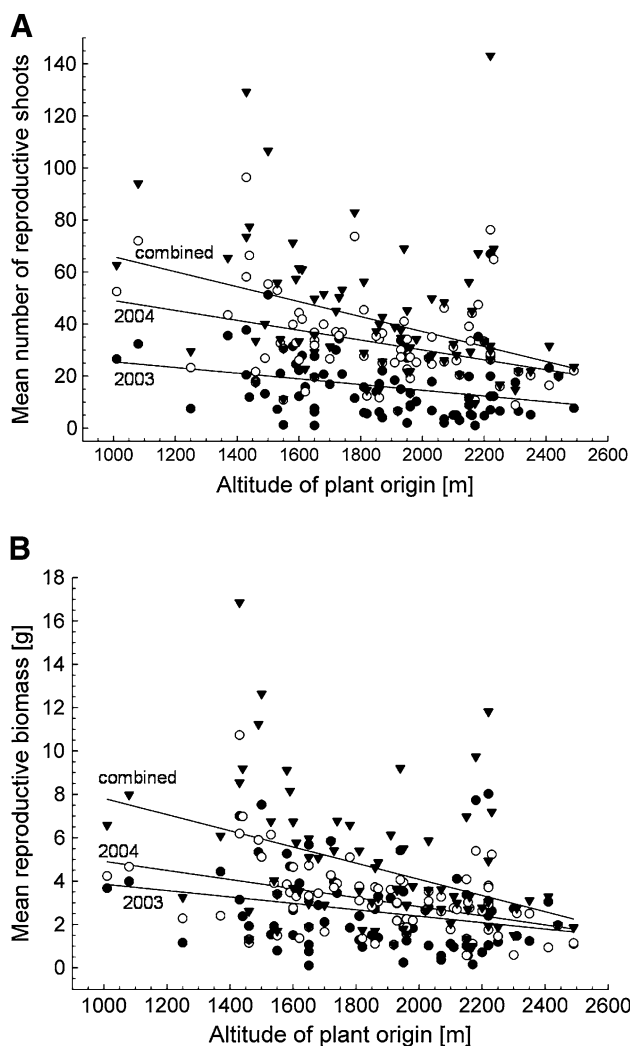 A
Mean number of reproductive shoots
140
120
100
80
60
40
20
0
combined
2004
2003
1000 1200 1400 1600 1800 2000 2200 2400 2600
Altitude of plant origin [m]
B
Mean reproductive biomass [g]
18
16
14
12
10
8
6
4
2
0
combined
2004
2003
1000 1200 1400 1600 1800 2000 2200 2400 2600
Altitude of plant origin [m]